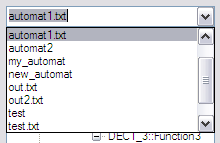 automat1.txt
automat1.txt
automat2
my_automat
new_automat
out.txt
out2.txt
test
test.txt
DECT_3::Function3